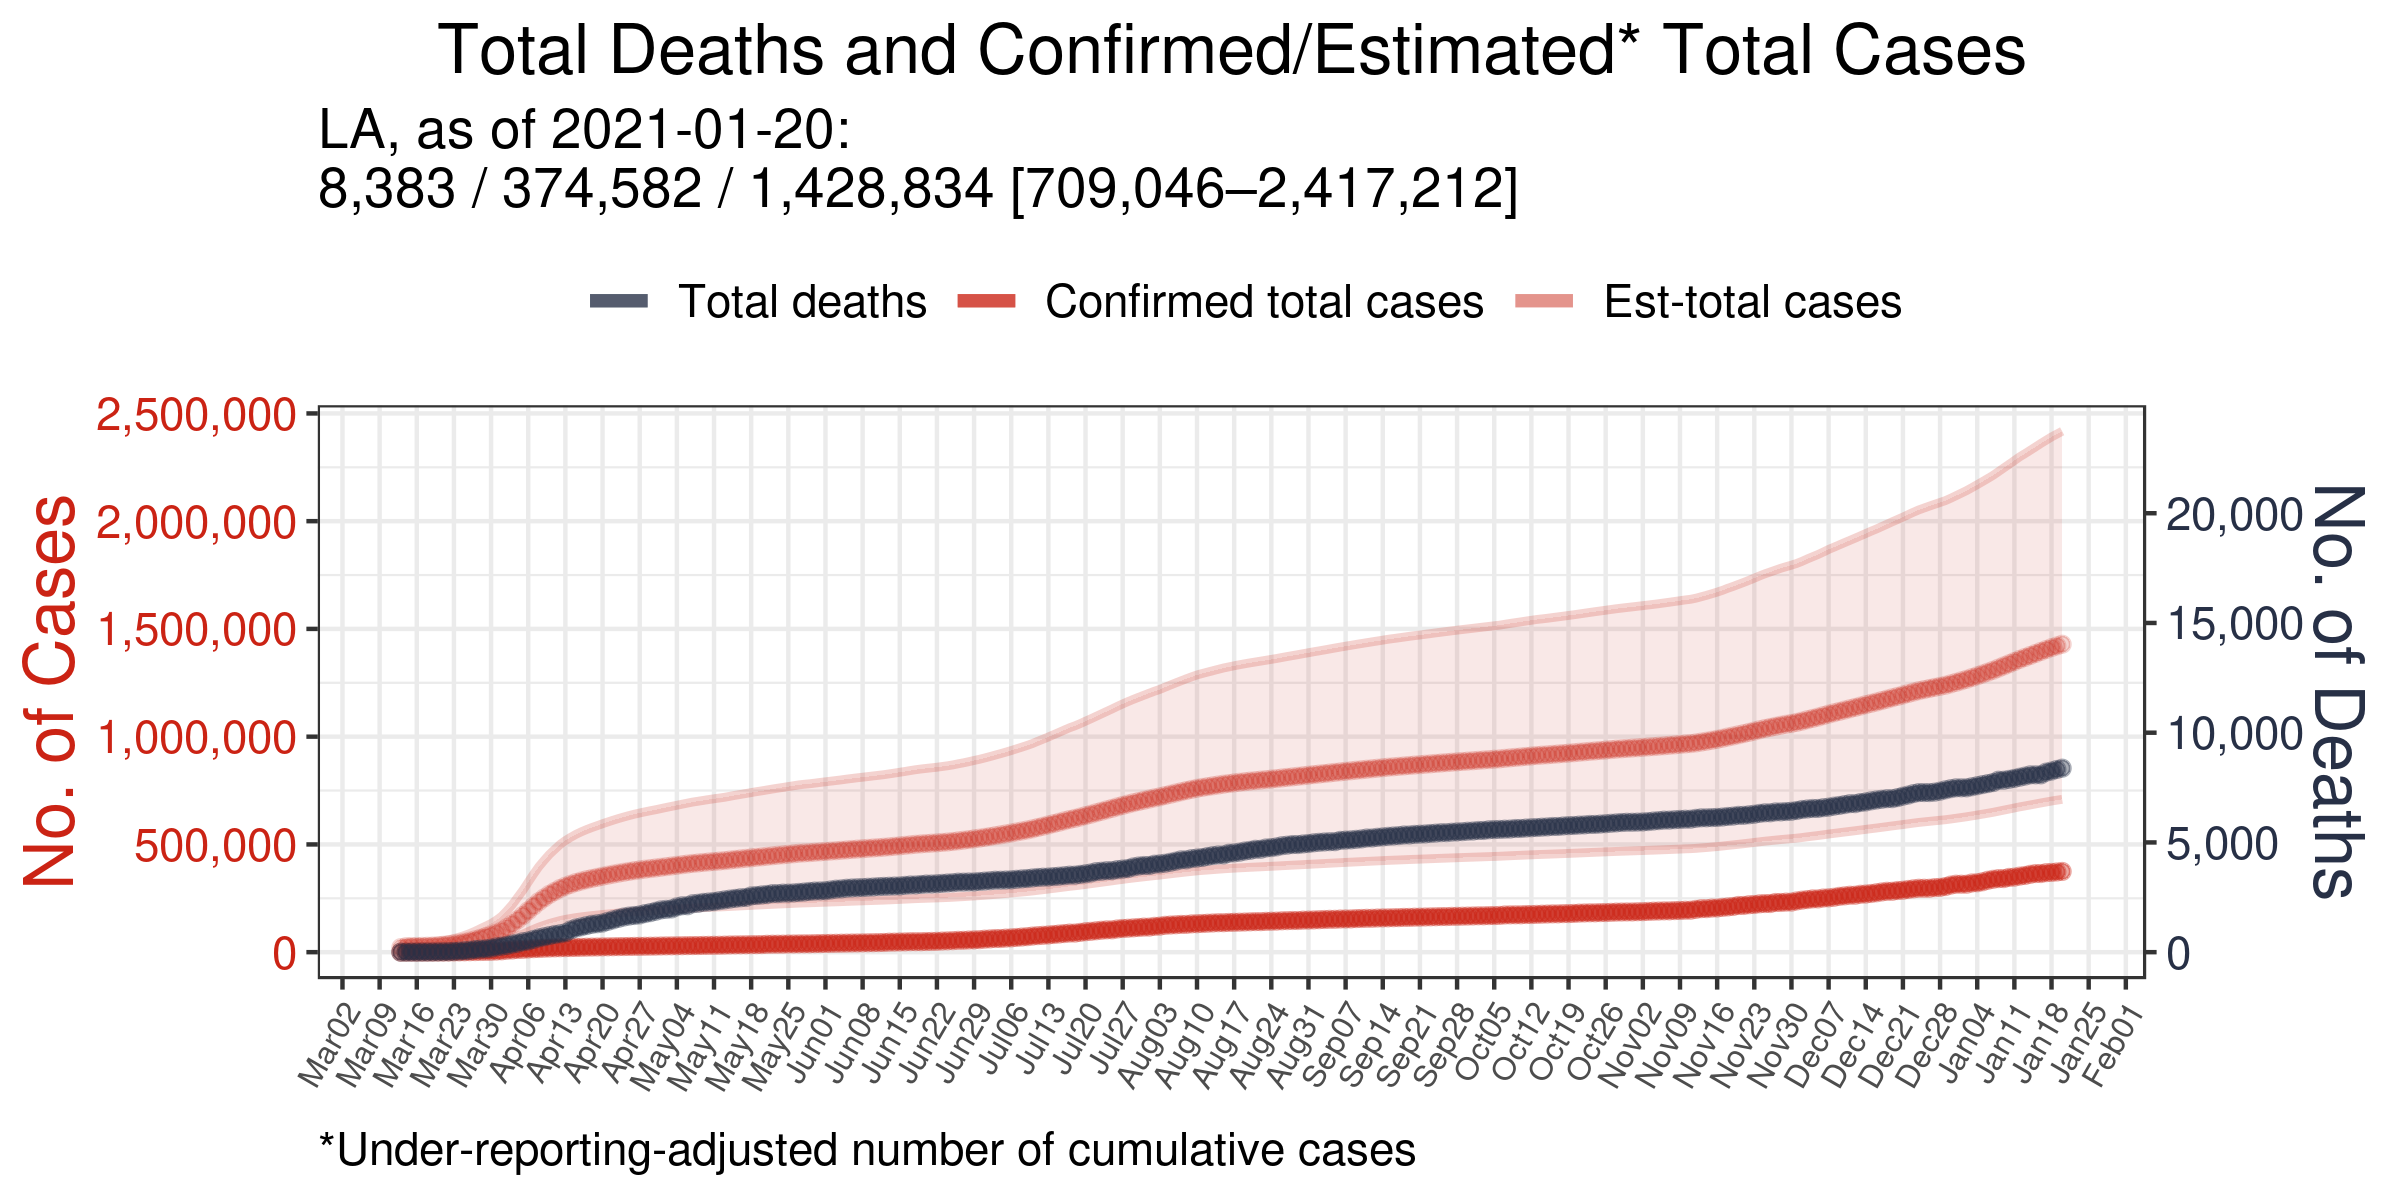 Total Deaths and Confirmed/Estimated* Total Cases
LA, as of 2021-01-20:
8,383 / 374,582 / 1,428,834 [709,046–2,417,212]
Total deaths
Confirmed total cases
Est-total cases
No. of Cases
2,500,000
2,000,000
1,500,000
1,000,000
500,000
0
20,000
15,000
10,000
5,000
0
No. of Deaths
Mar02
Mar09
Mar16
Mar23
Mar30
Apr06
Apr13
Apr20
Apr27
May04
May11
May18
May25
Jun01
Jun08
Jun15
Jun22
Jun29
Jul06
Jul13
Jul20
Jul27
Aug03
Aug10
Aug17
Aug24
Aug31
Sep07
Sep14
Sep21
Sep28
Oct05
Oct12
Oct19
Oct26
Nov02
Nov09
Nov16
Nov23
Nov30
Dec07
Dec14
Dec21
Dec28
Jan04
Jan11
Jan18
Jan25
Feb01
*Under-reporting-adjusted number of cumulative cases